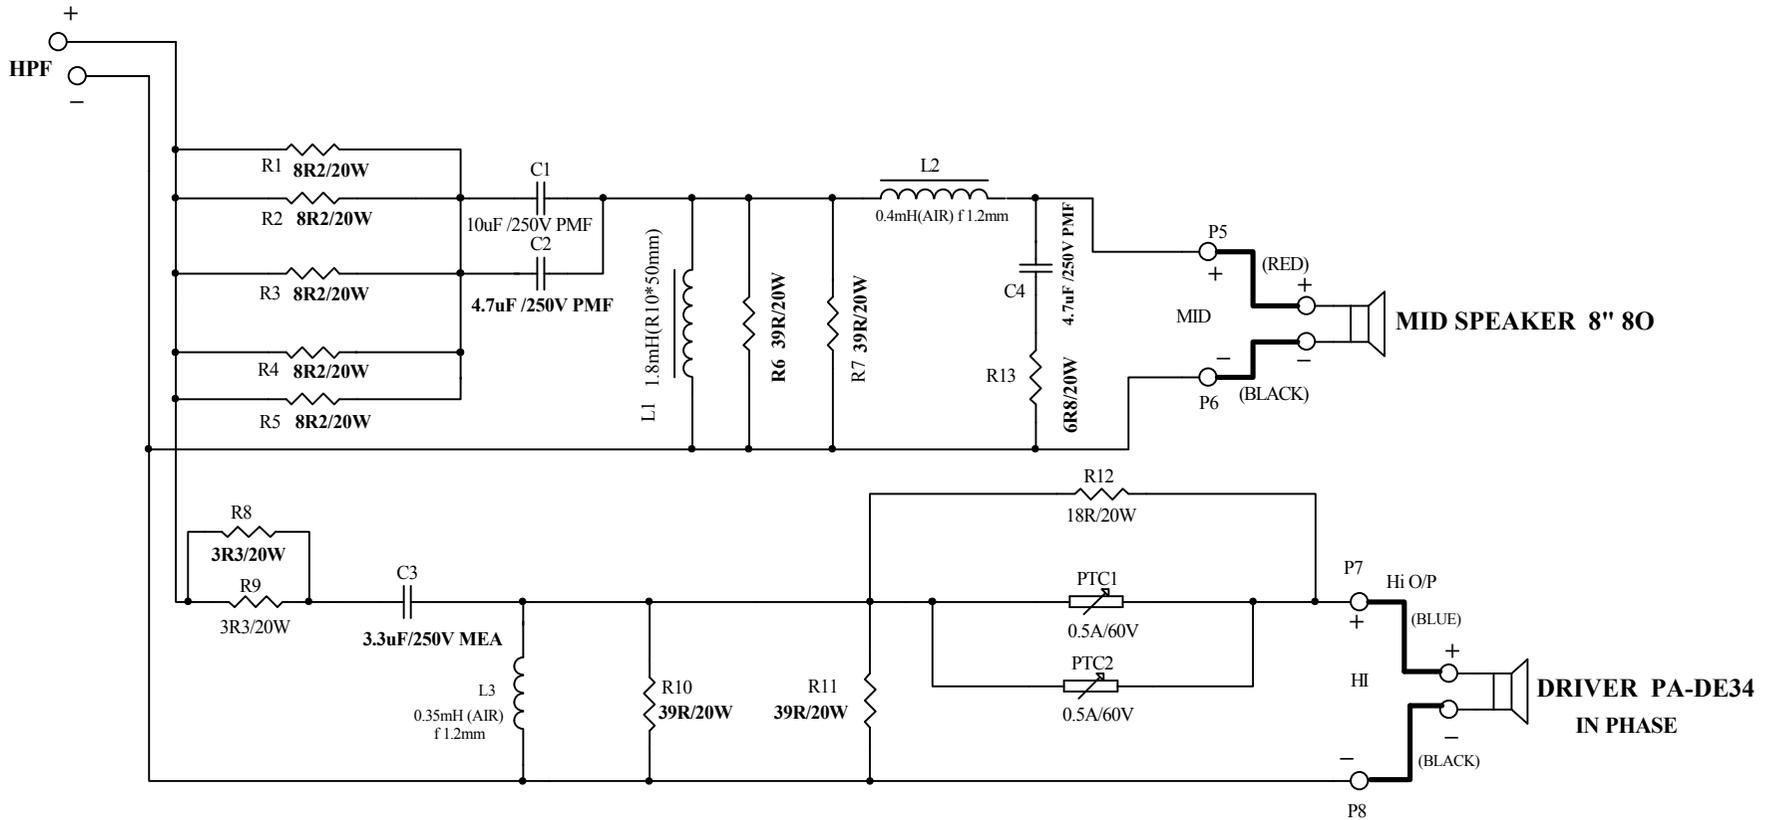 +
HPF
−
R1 8R2/20W
R2 8R2/20W
R3 8R2/20W
R4 8R2/20W
R5 8R2/20W
C1
10uF /250V PMF
C2
4.7uF /250V PMF
L1 1.8mH(R10*50mm)
R6 39R/20W
R7 39R/20W
L2
0.4mH(AIR) f 1.2mm
C4
4.7uF /250V PMF
R13
6R8/20W
P5
+
(RED)
+
MID
MID SPEAKER 8" 8O
−
−
P6
(BLACK)
R8
3R3/20W
R9
3R3/20W
C3
3.3uF/250V MEA
L3
0.35mH (AIR)
f 1.2mm
R10
39R/20W
R11
39R/20W
R12
18R/20W
PTC1
0.5A/60V
PTC2
0.5A/60V
P7
Hi O/P
+
(BLUE)
+
HI
DRIVER PA-DE34
IN PHASE
−
−
(BLACK)
P8